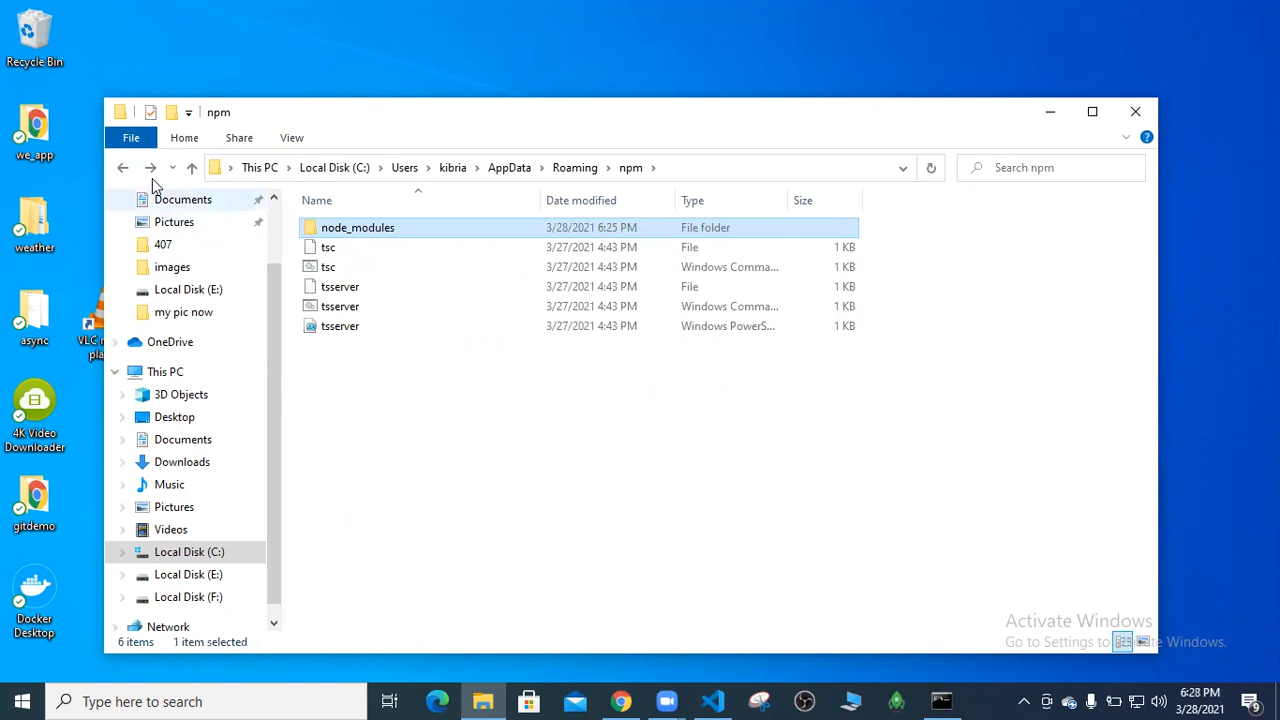 Recycle Bin
we_app
weather
async
VLC
pla
4K Video
Downloader
gitdemo
Docker
Desktop
npm
File
Home
Share
View
This PC
Local Disk (C:)
Users
kibria
AppData
Roaming
npm
Search npm
Documents
Pictures
407
images
Local Disk (E:)
my pic now
OneDrive
This PC
3D Objects
Desktop
Documents
Downloads
Music
Pictures
Videos
Local Disk (C:)
Local Disk (E:)
Local Disk (F:)
Network
Name Date modified Type Size
node_modules 3/28/2021 6:25 PM File folder
tsc 3/27/2021 4:43 PM File 1 KB
tsc 3/27/2021 4:43 PM Windows Comma... 1 KB
tsserver 3/27/2021 4:43 PM File 1 KB
tsserver 3/27/2021 4:43 PM Windows Comma... 1 KB
tsserver 3/27/2021 4:43 PM Windows PowerS... 1 KB
6 items 1 item selected
Activate Windows
Go to Settings to activate Windows.
Type here to search
6:28 PM
3/28/2021
9